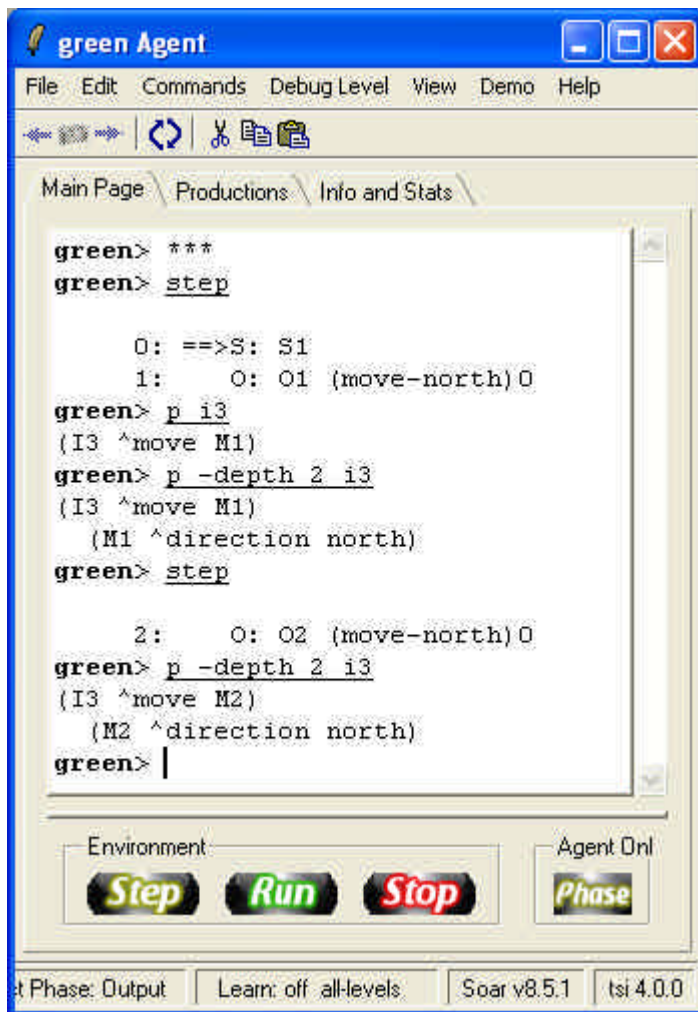 green Agent
File Edit Commands Debug Level View Demo Help
Main Page Productions Info and Stats
green> ***
green> step
0: ==>S: S1
1: O: O1 (move-north)O
green> p i3
(I3 ^move M1)
green> p -depth 2 i3
(I3 ^move M1)
(M1 ^direction north)
green> step
2: O: O2 (move-north)O
green> p -depth 2 i3
(I3 ^move M2)
(M2 ^direction north)
green>
Environment Agent Onl
Step Run Stop Phase
t Phase: Output Learn: off all-levels Soar v8.5.1 tsi 4.0.0